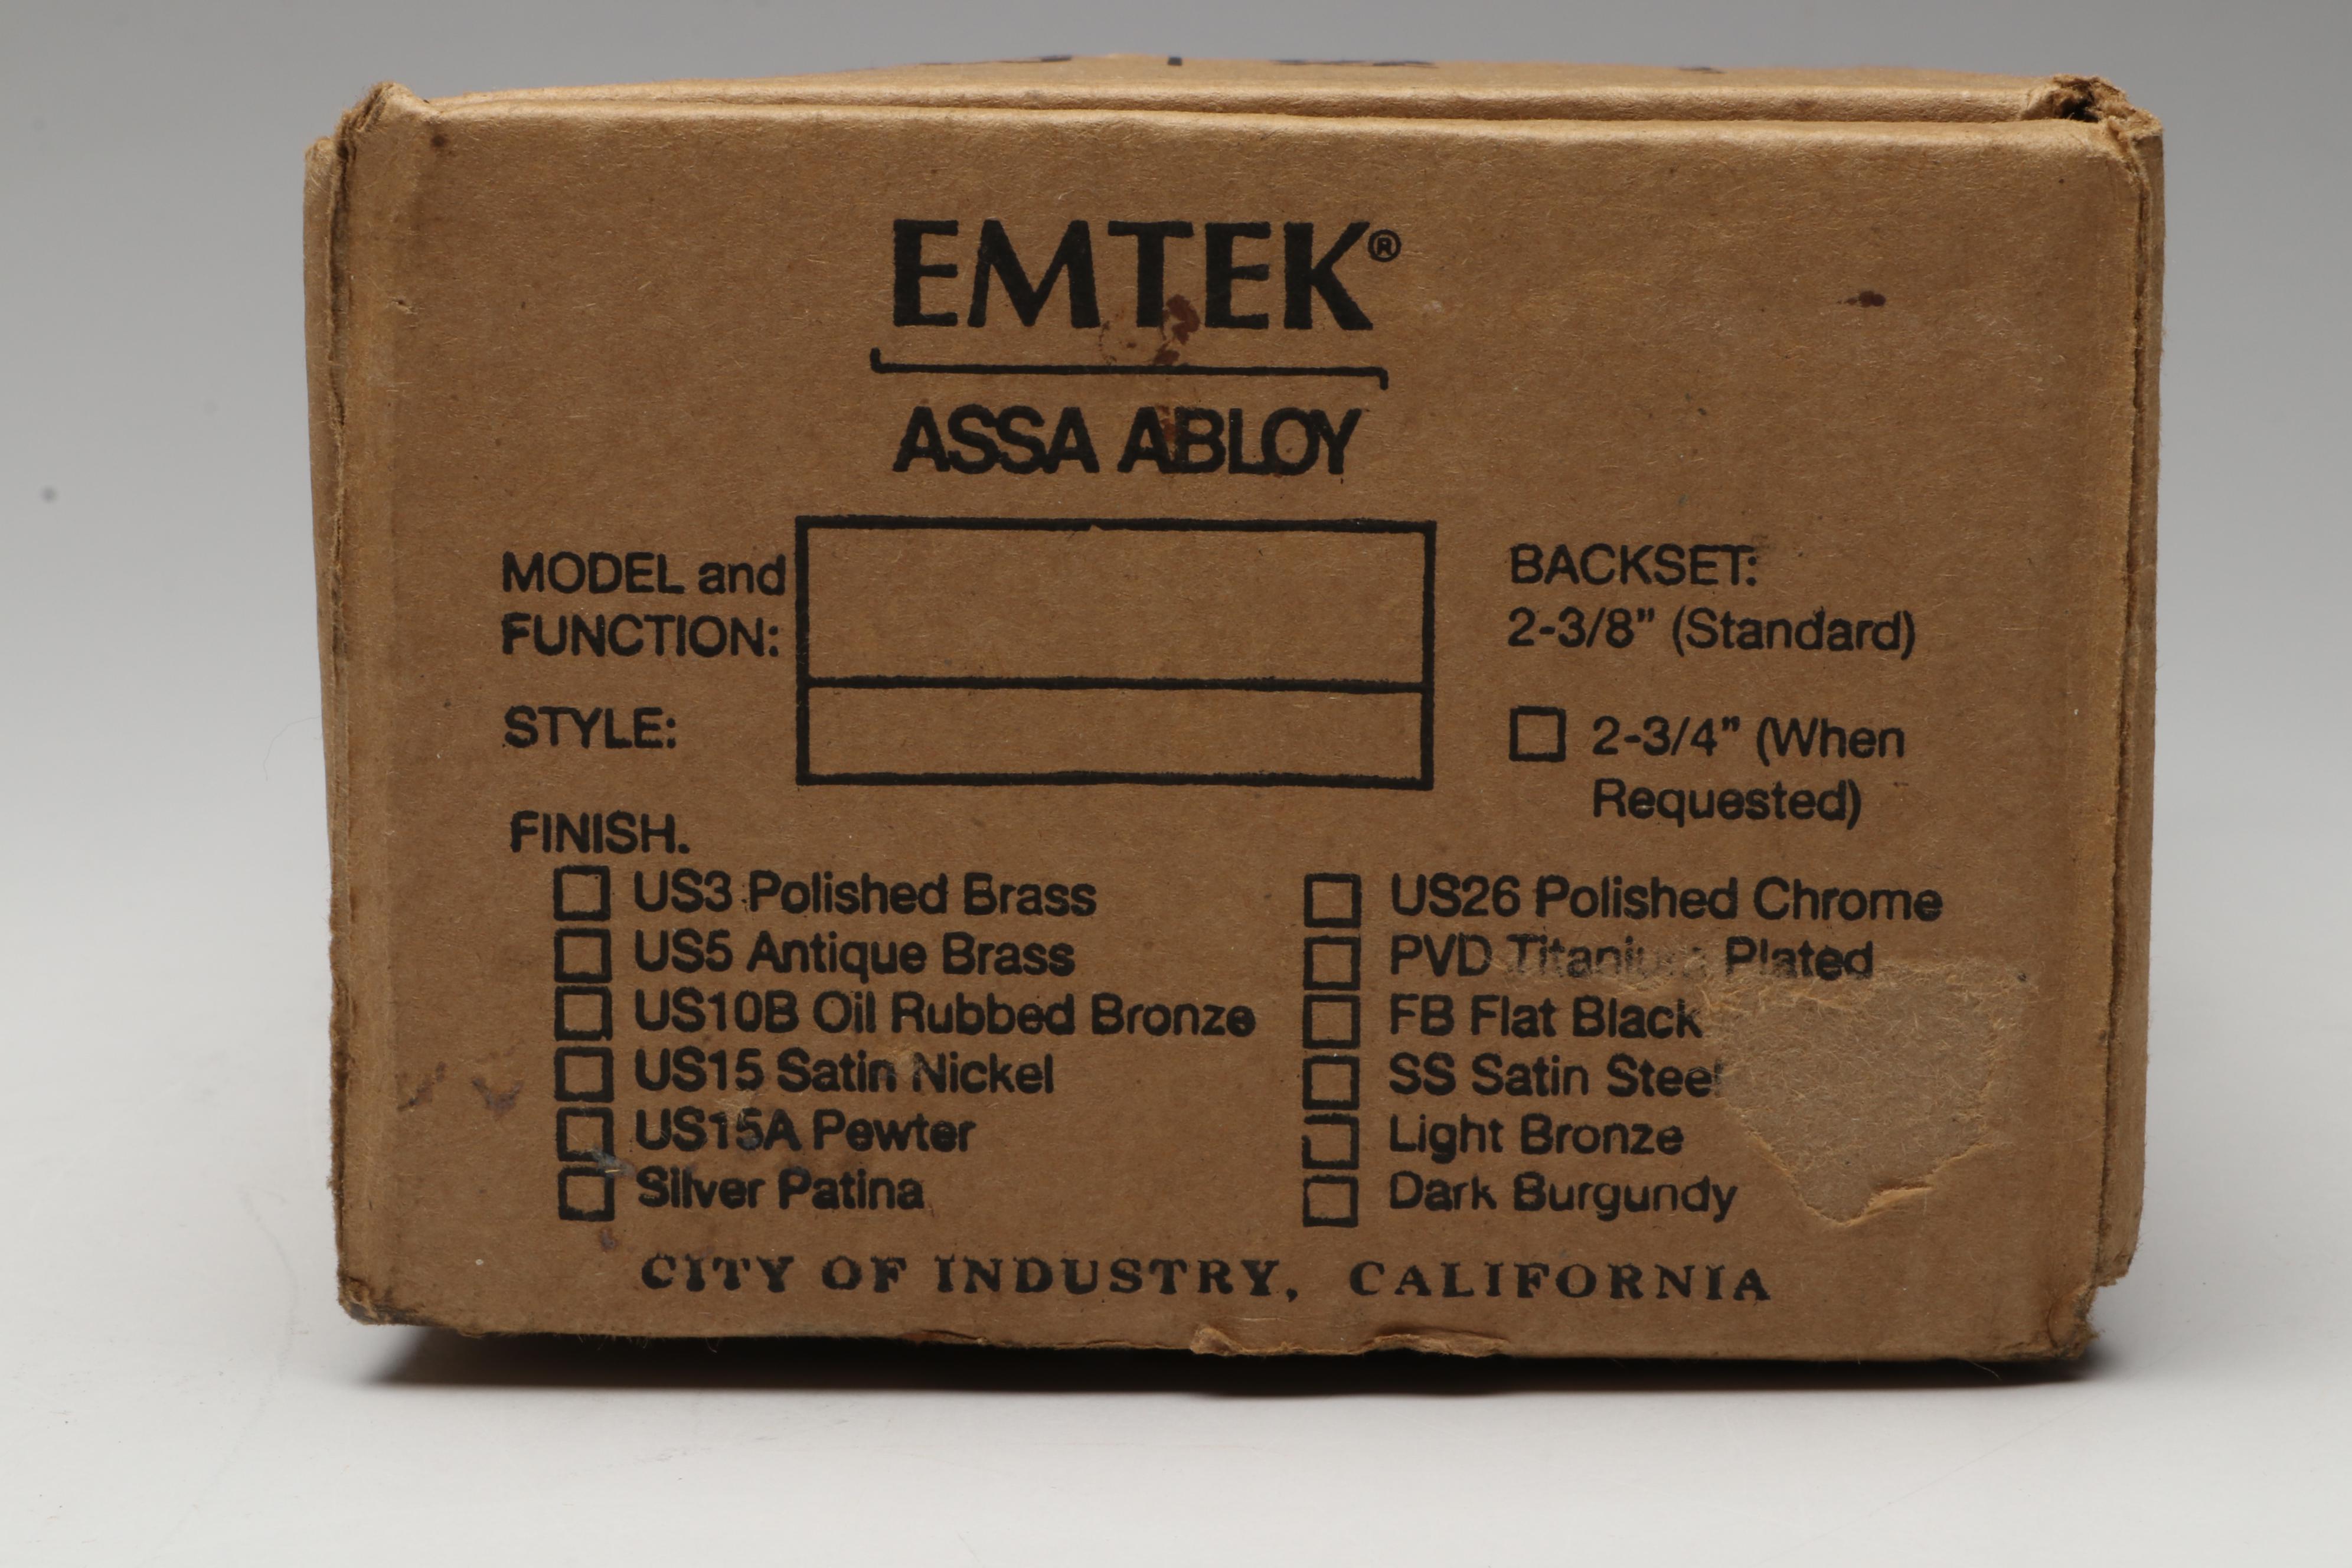 EMTEK®
ASSA ABLOY
MODEL and
FUNCTION:
STYLE:
BACKSET:
2-3/8" (Standard)
2-3/4" (When
Requested)
FINISH.
US3 Polished Brass
US5 Antique Brass
US10B Oil Rubbed Bronze
US15 Satin Nickel
US15A Pewter
Silver Patina
US26 Polished Chrome
PVD Titanium Plated
FB Flat Black
SS Satin Steel
Light Bronze
Dark Burgundy
CITY OF INDUSTRY, CALIFORNIA